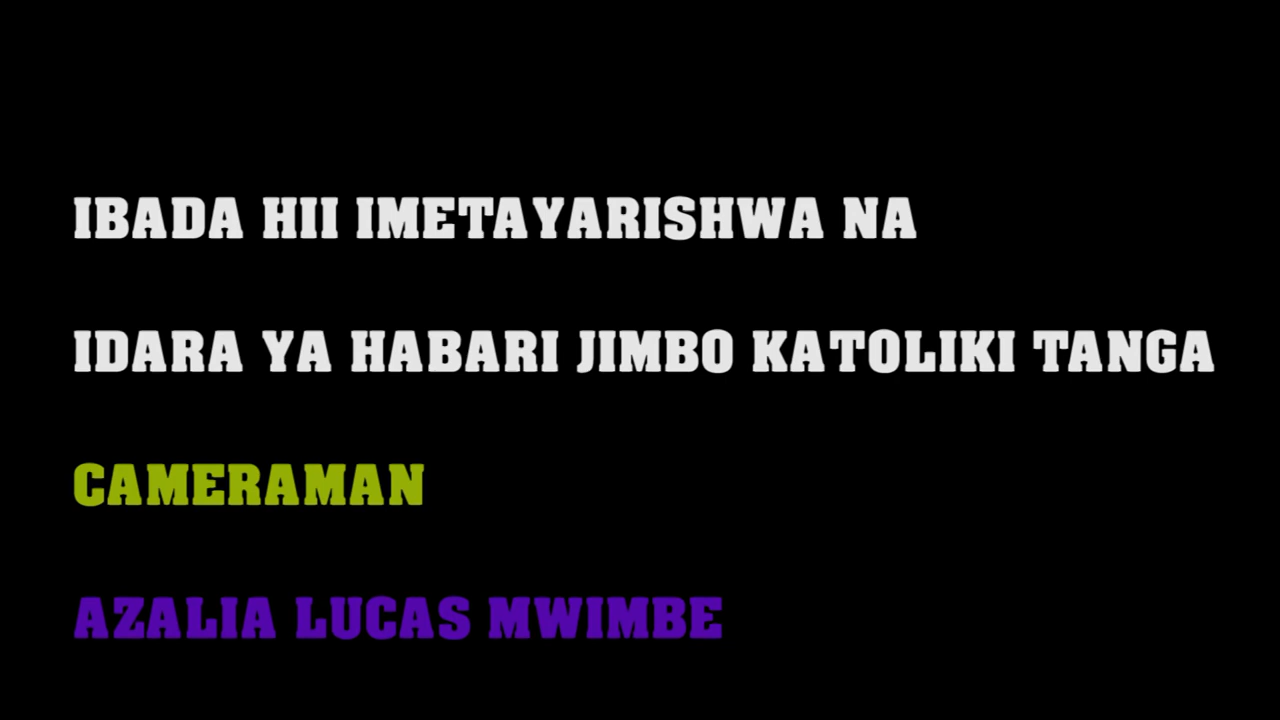 IBADA HII IMETAYARISHWA NA
IDARA YA HABARI JIMBO KATOLIKI TANGA
CAMERAMAN
AZALIA LUCAS MWIMBE